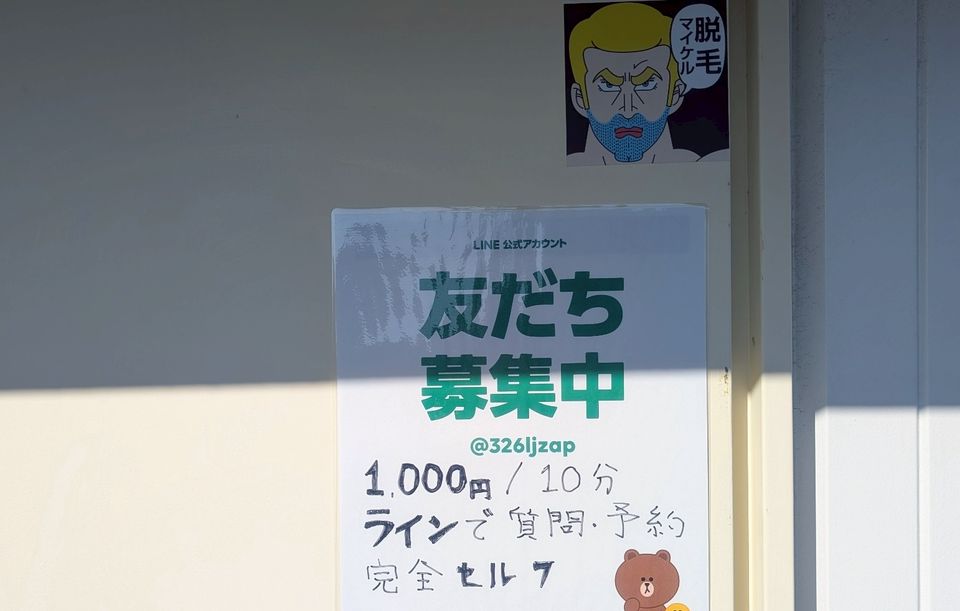 脱毛
マイケル
LINE 公式アカウント
友だち
募集中
@326ljzap
1,000円 / 10分
ラインで質問・予約
完全セルフ